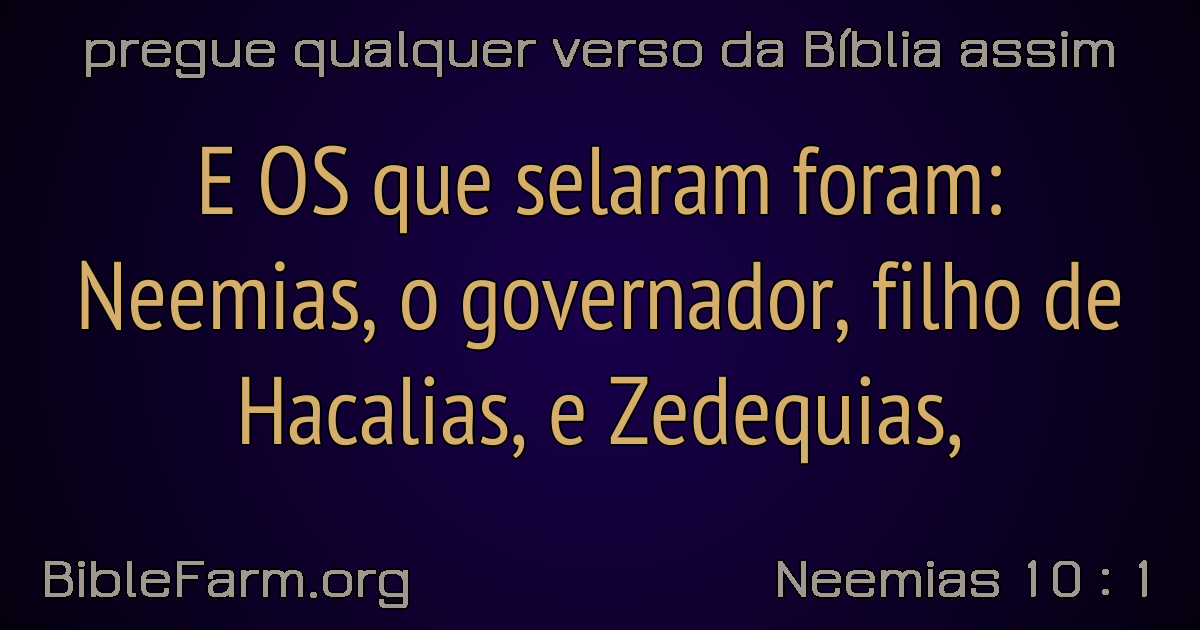 pregue qualquer verso da Bíblia assim
E OS que selaram foram:
Neemias, o governador, filho de
Hacalias, e Zedequias,
BibleFarm.org
Neemias 10 : 1